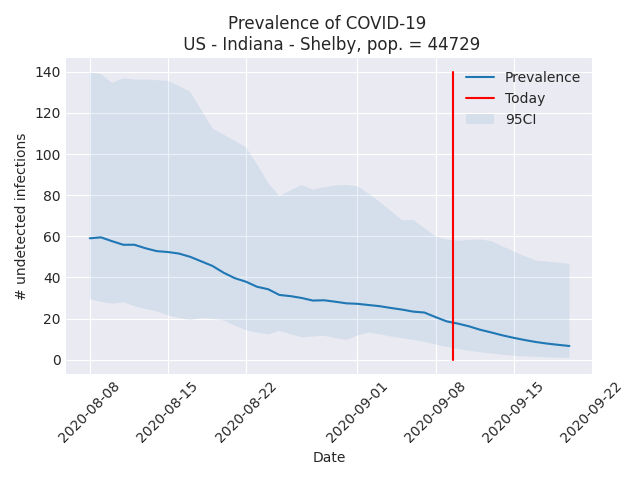 Prevalence of COVID-19
US - Indiana - Shelby, pop. = 44729
140
120
100
80
60
40
20
0
# undetected infections
Prevalence
Today
95CI
2020-08-08
2020-08-15
2020-08-22
2020-09-01
2020-09-08
2020-09-15
2020-09-22
Date